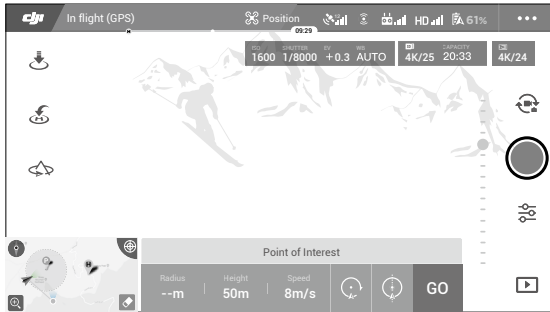 dji In flight (GPS) Position HD 61%
09:29
ISO SHUTTER EV WB CAPACITY
1600 1/8000 +0.3 AUTO 4K/25 20:33 4K/24
Point of Interest
Radius Height Speed
--m 50m 8m/s GO
H